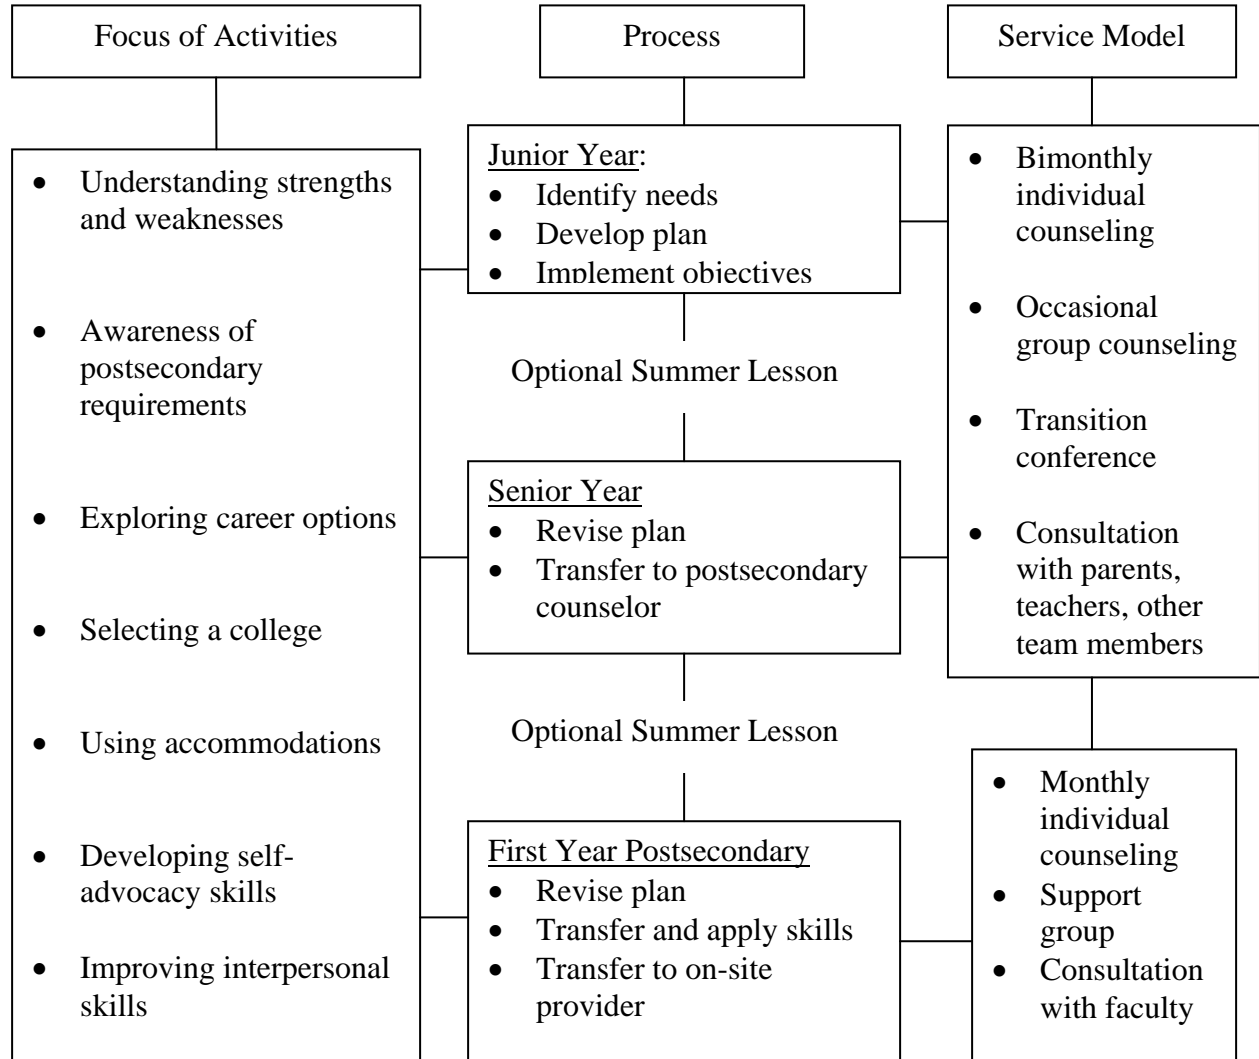 Focus of Activities
Process
Service Model
• Understanding strengths
and weaknesses
• Awareness of
postsecondary
requirements
• Exploring career options
• Selecting a college
• Using accommodations
• Developing self-
advocacy skills
• Improving interpersonal
skills
Junior Year:
• Identify needs
• Develop plan
• Implement objectives
Optional Summer Lesson
Senior Year
• Revise plan
• Transfer to postsecondary
counselor
Optional Summer Lesson
First Year Postsecondary
• Revise plan
• Transfer and apply skills
• Transfer to on-site
provider
• Bimonthly
individual
counseling
• Occasional
group counseling
• Transition
conference
• Consultation
with parents,
teachers, other
team members
• Monthly
individual
counseling
• Support
group
• Consultation
with faculty